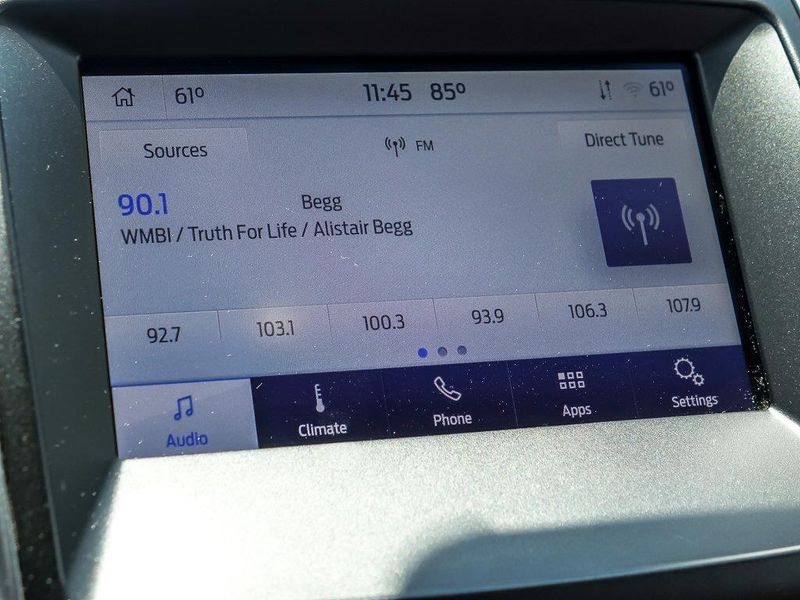 61° 11:45 85° 61°
Sources FM Direct Tune
90.1 Begg
WMBI / Truth For Life / Alistair Begg
92.7 103.1 100.3 93.9 106.3 107.9
Audio Climate Phone Apps Settings